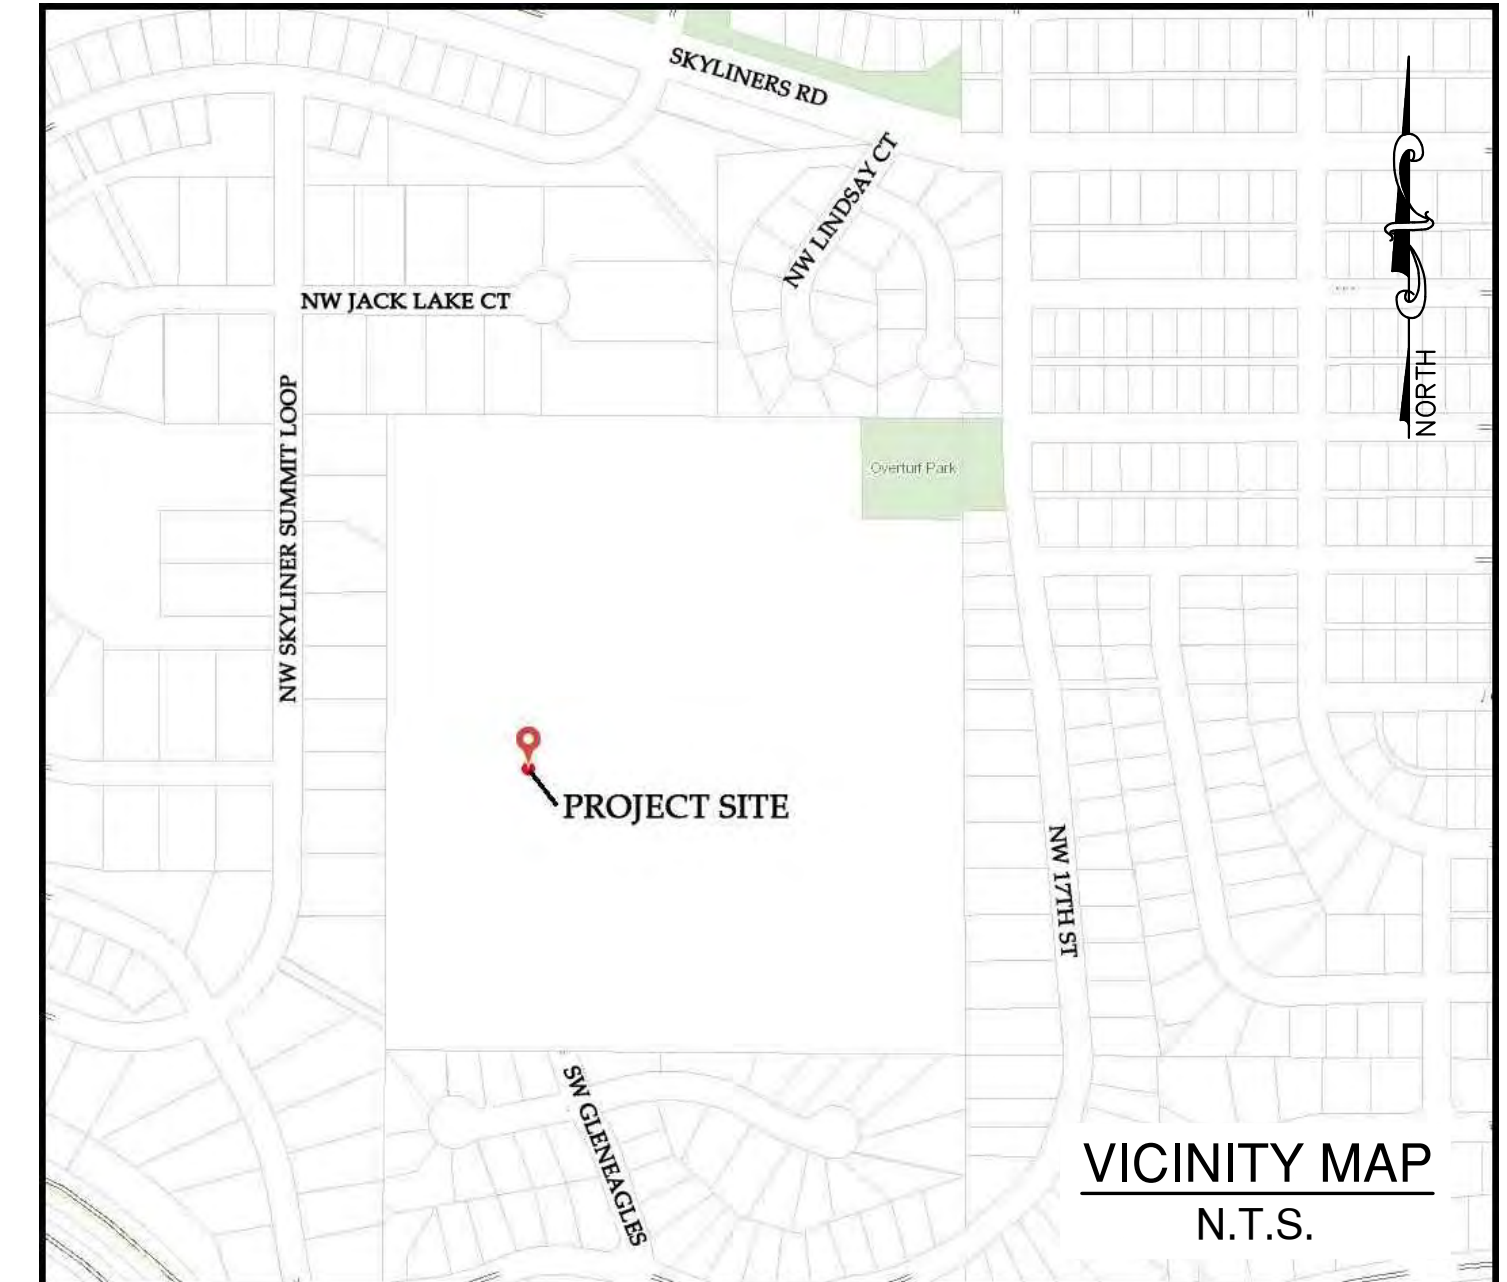 SKYLINERS RD
NW LINDSAY CT
NW JACK LAKE CT
NORTH
NW SKYLINER SUMMIT LOOP
Overturf Park
PROJECT SITE
NW 17TH ST
SW GLENEAGLES
VICINITY MAP
N.T.S.